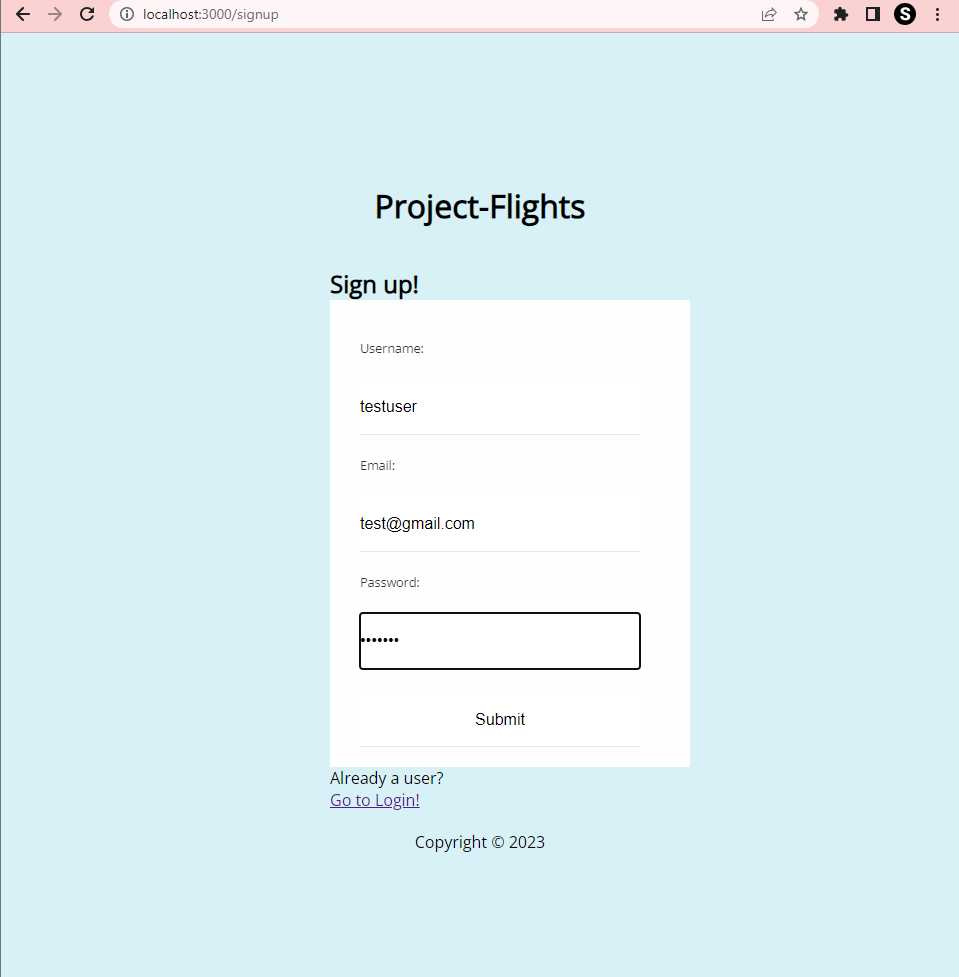 localhost:3000/signup
S
Project-Flights
Sign up!
Username:
testuser
Email:
test@gmail.com
Password:
•••••••
Submit
Already a user?
Go to Login!
Copyright © 2023